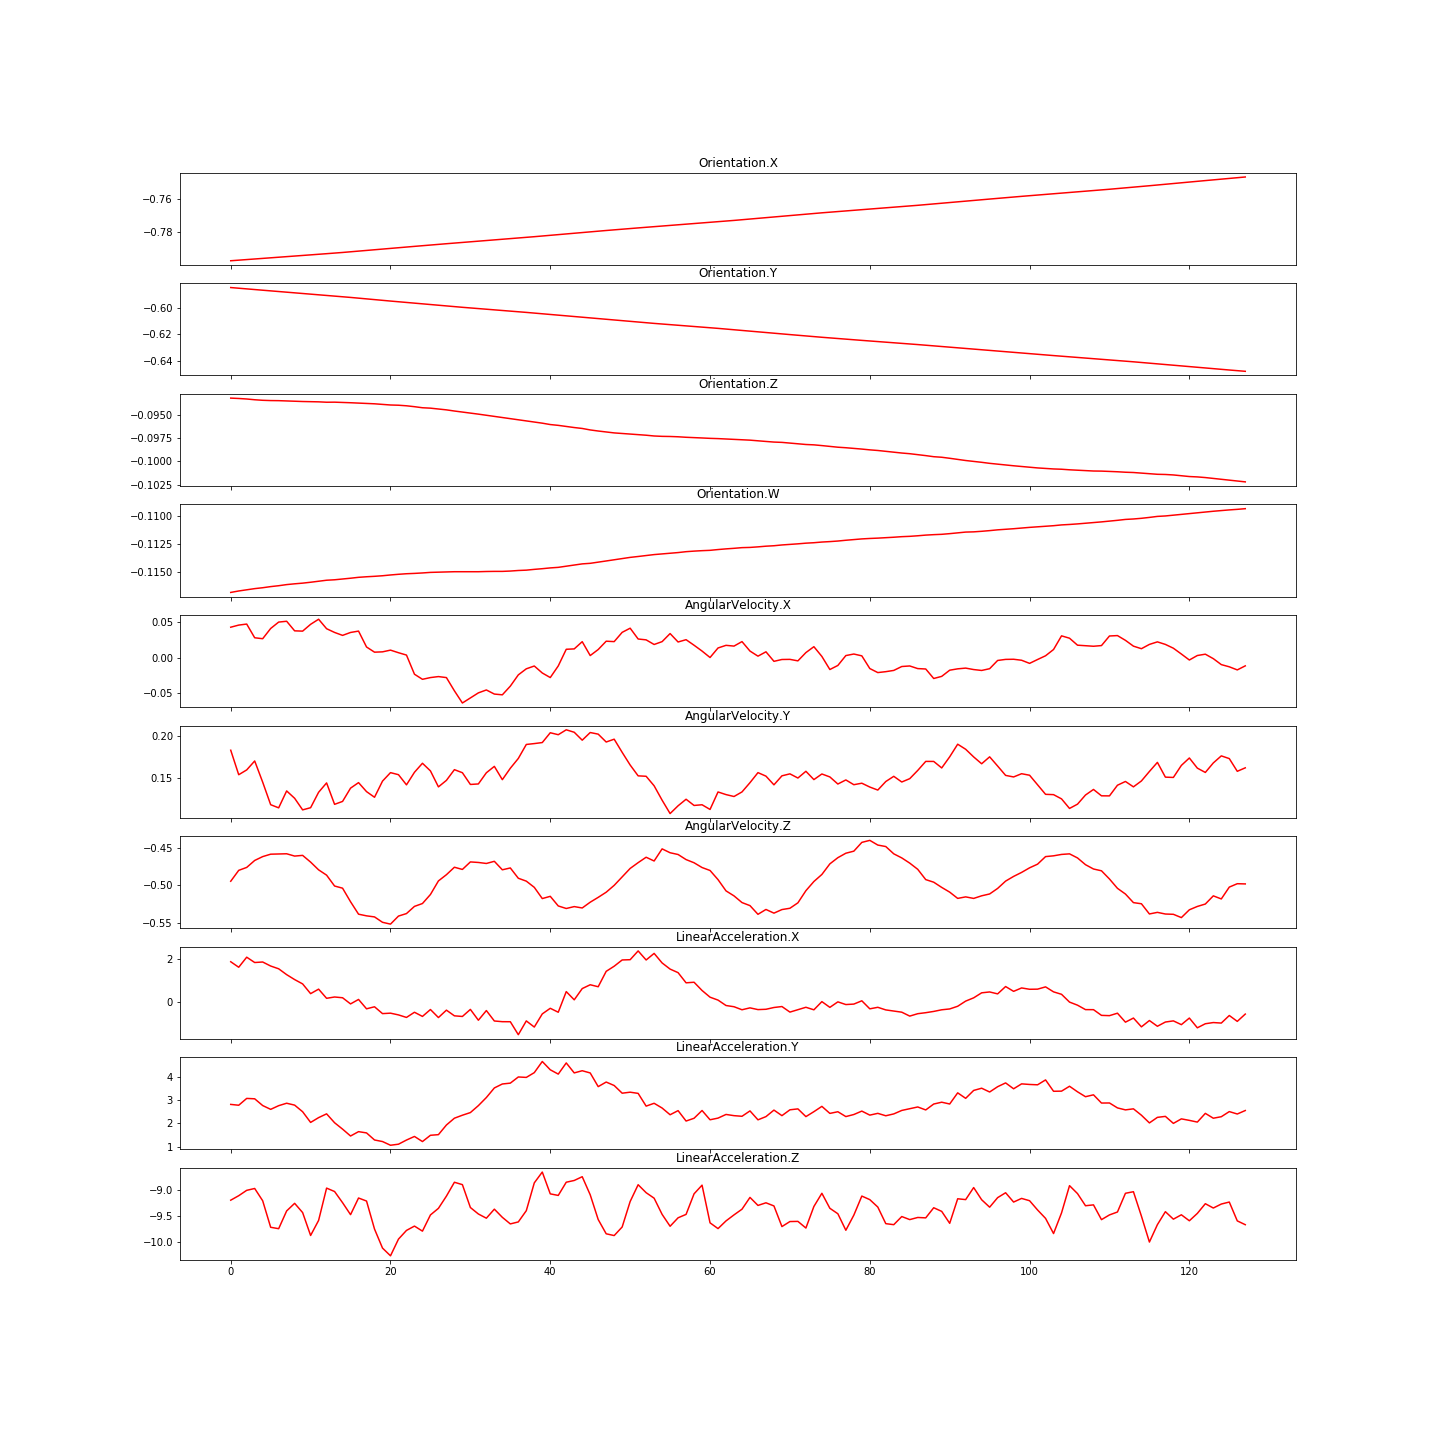 Orientation.X
−0.76
−0.78
Orientation.Y
−0.60
−0.62
−0.64
Orientation.Z
−0.0950
−0.0975
−0.1000
−0.1025
Orientation.W
−0.1100
−0.1125
−0.1150
AngularVelocity.X
0.05
0.00
−0.05
AngularVelocity.Y
0.20
0.15
AngularVelocity.Z
−0.45
−0.50
−0.55
LinearAcceleration.X
2
0
LinearAcceleration.Y
4
3
2
1
LinearAcceleration.Z
−9.0
−9.5
−10.0
0 20 40 60 80 100 120